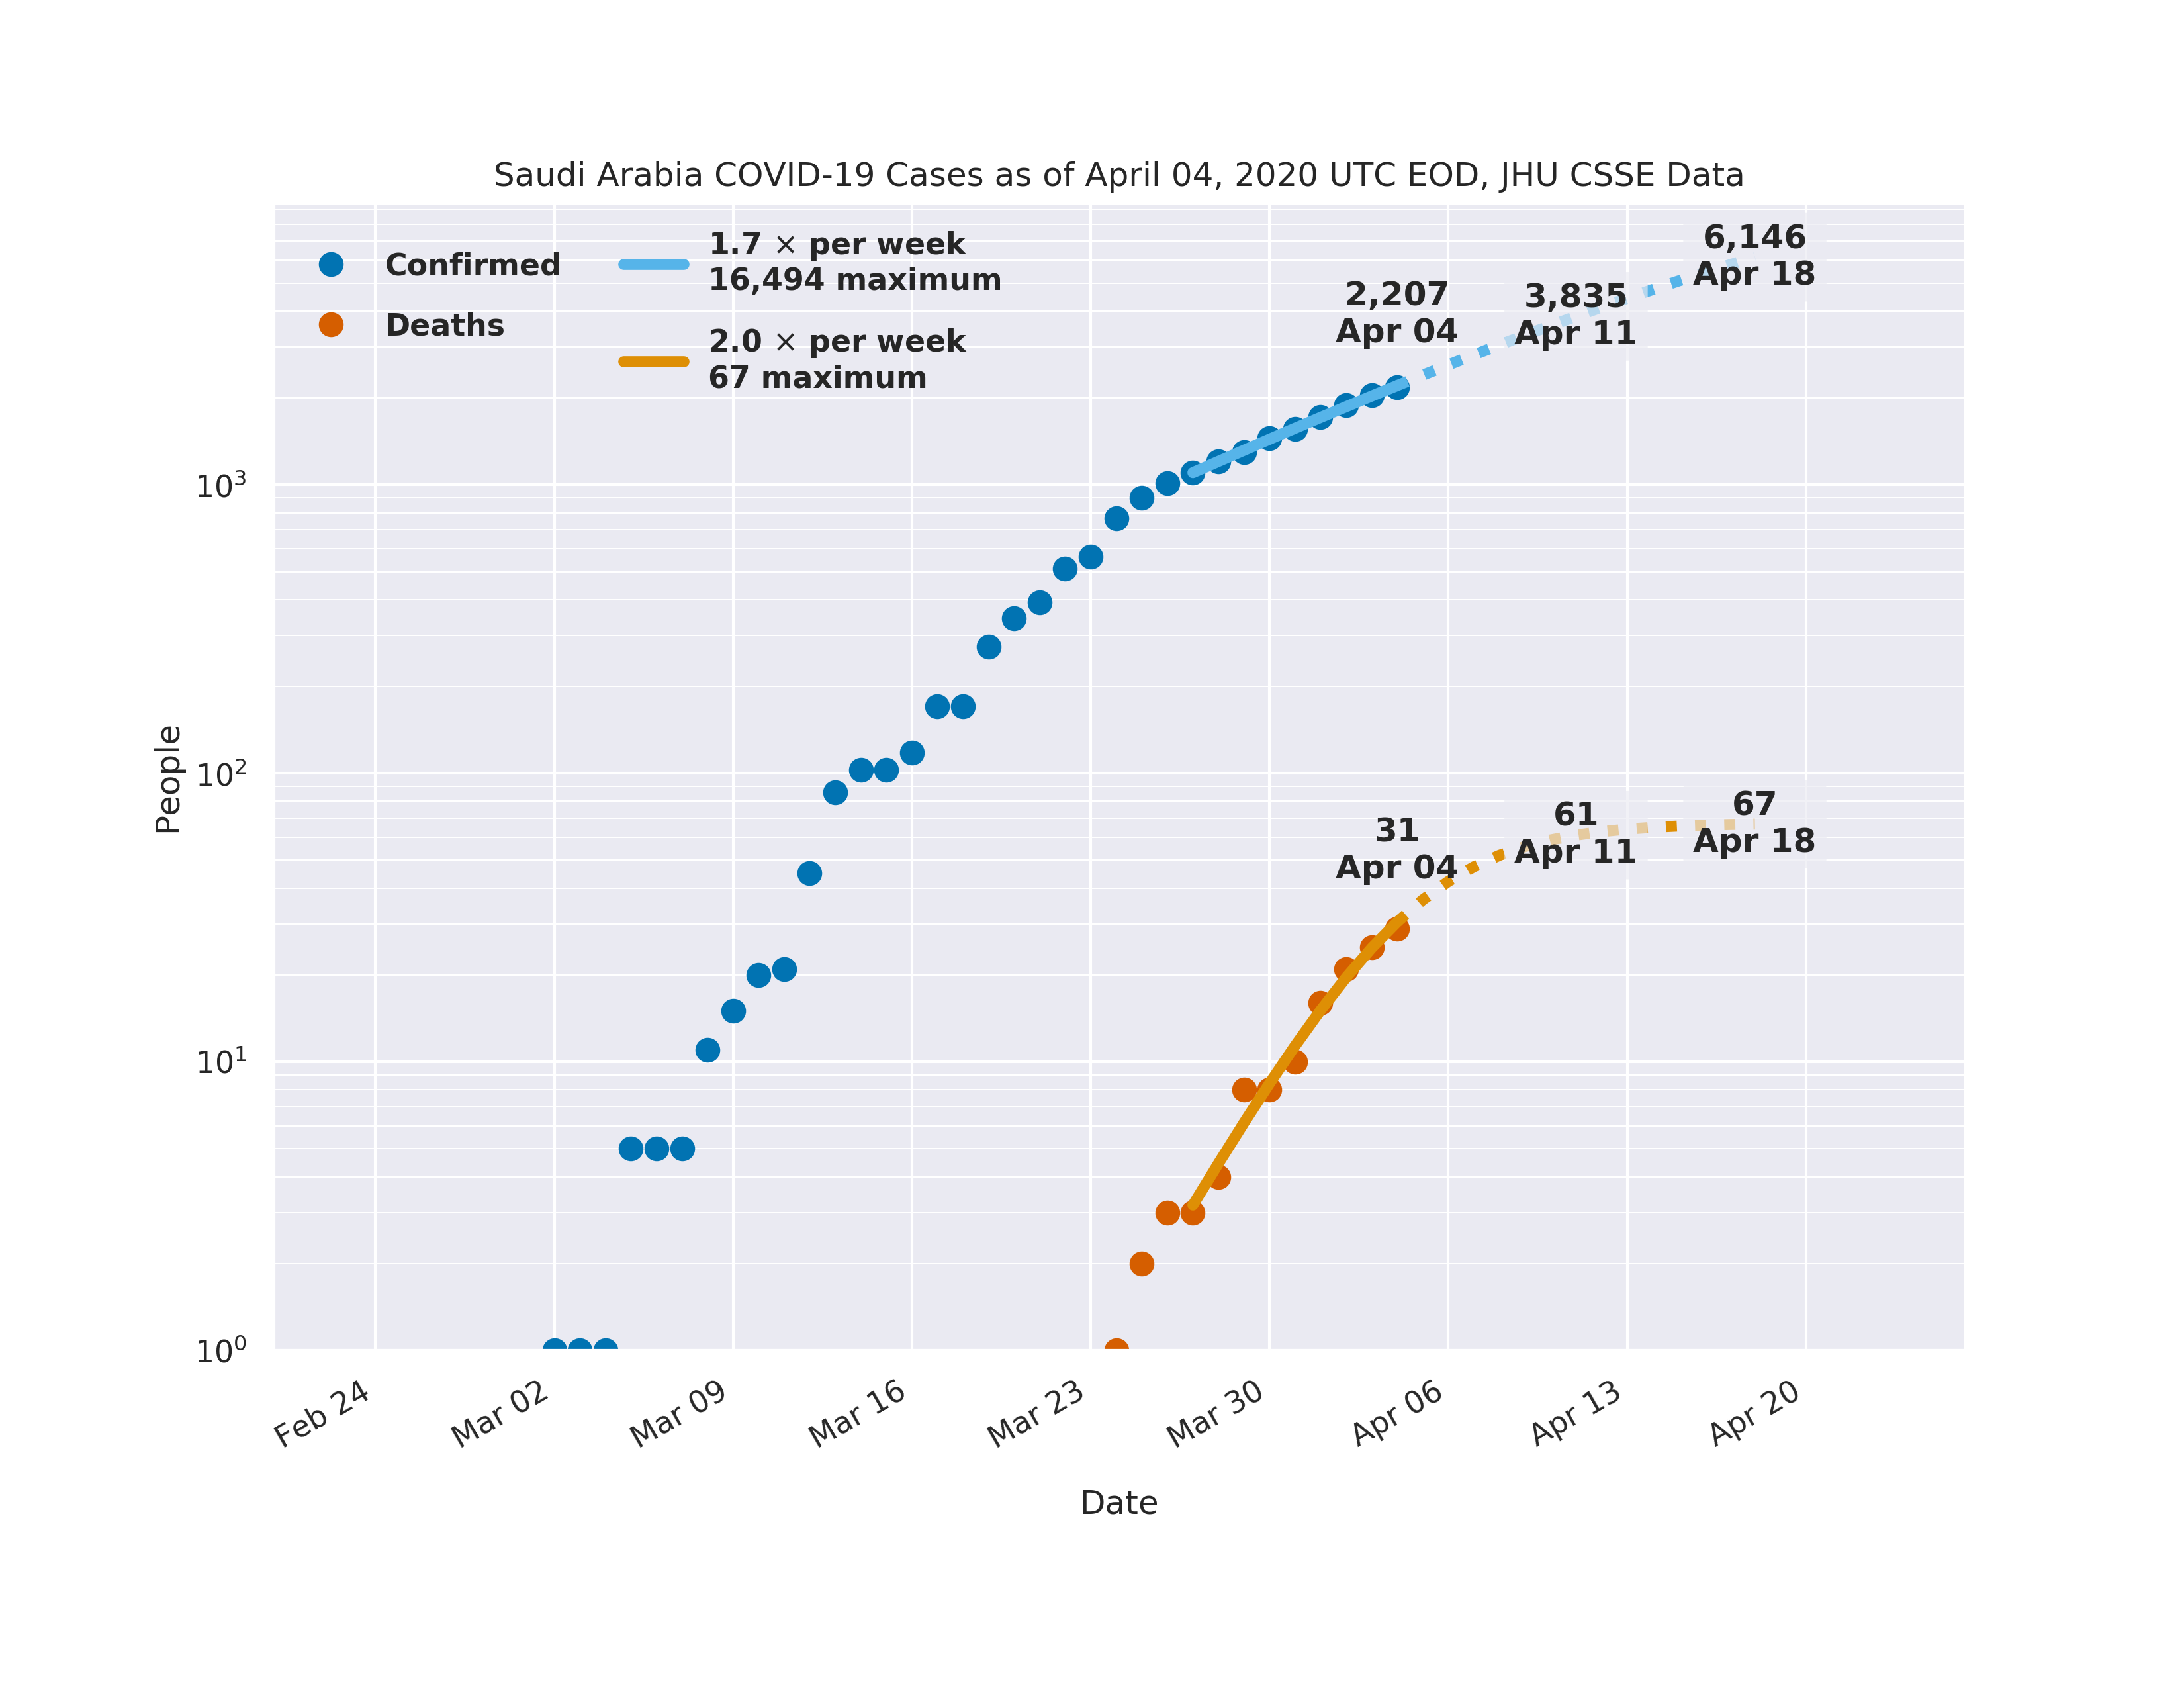 Saudi Arabia COVID-19 Cases as of April 04, 2020 UTC EOD, JHU CSSE Data
Confirmed
Deaths
1.7 × per week
16,494 maximum
2.0 × per week
67 maximum
2,207
Apr 04
3,835
Apr 11
6,146
Apr 18
31
Apr 04
61
Apr 11
67
Apr 18
People
10³
10²
10¹
10⁰
Feb 24
Mar 02
Mar 09
Mar 16
Mar 23
Mar 30
Apr 06
Apr 13
Apr 20
Date